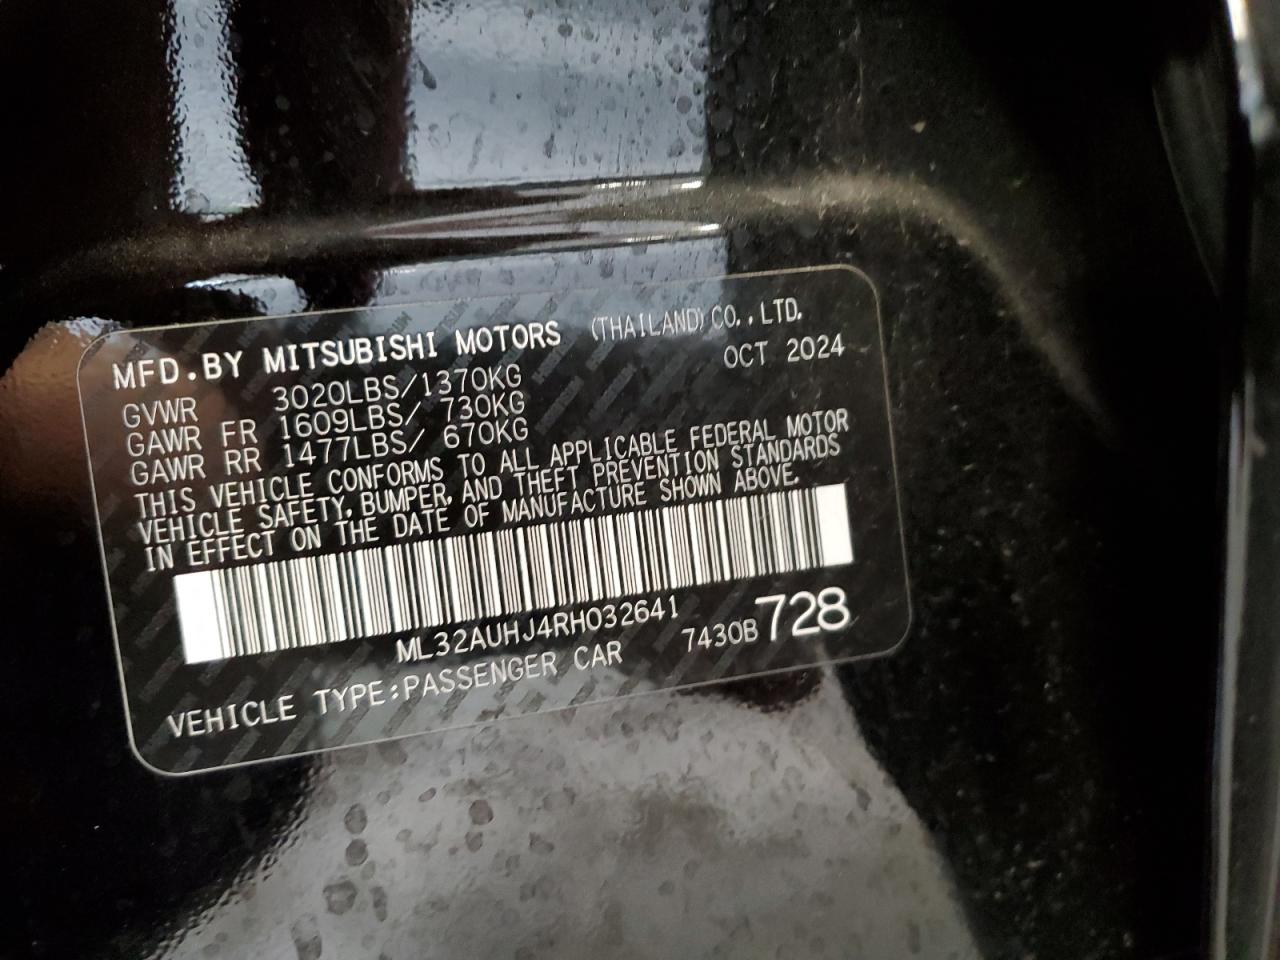 MFD.BY MITSUBISHI MOTORS (THAILAND) CO.,LTD.
OCT 2024
GVWR 3020LBS/1370KG
GAWR FR 1609LBS/ 730KG
GAWR RR 1477LBS/ 670KG
THIS VEHICLE CONFORMS TO ALL APPLICABLE FEDERAL MOTOR
VEHICLE SAFETY, BUMPER, AND THEFT PREVENTION STANDARDS
IN EFFECT ON THE DATE OF MANUFACTURE SHOWN ABOVE.
ML32AUHJ4RH032641
7430B 728
VEHICLE TYPE:PASSENGER CAR